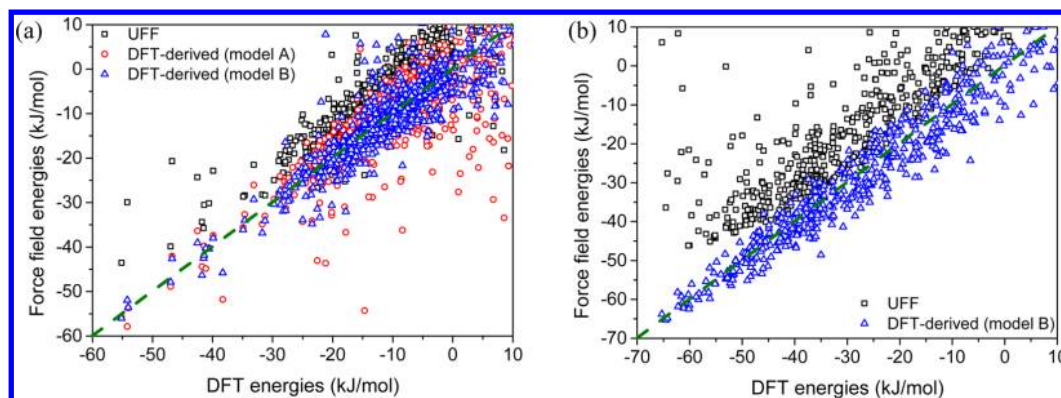 (a)
UFF
DFT-derived (model A)
DFT-derived (model B)
Force field energies (kJ/mol)
10
0
-10
-20
-30
-40
-50
-60
-60 -50 -40 -30 -20 -10 0 10
DFT energies (kJ/mol)
(b)
Force field energies (kJ/mol)
10
0
-10
-20
-30
-40
-50
-60
-70
UFF
DFT-derived (model B)
-70 -60 -50 -40 -30 -20 -10 0 10
DFT energies (kJ/mol)